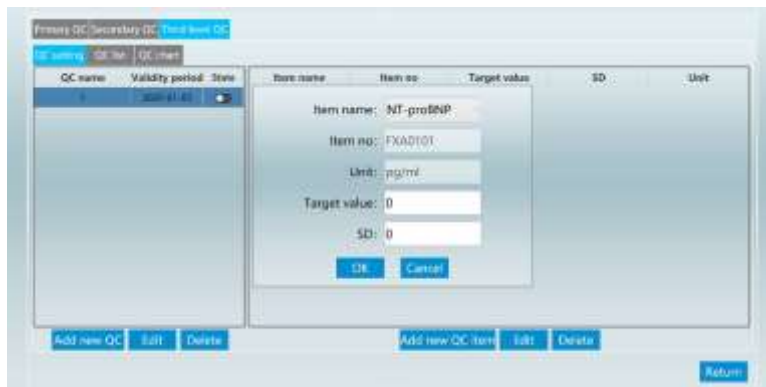 Primary QC Secondary QC Third level QC
QC setting QC list QC chart
QC name Validity period State
Item name Item no Target value SD Unit
Item name: NT-proBNP
Item no: FXA0101
Unit: pg/ml
Target value: 0
SD: 0
OK Cancel
Add new QC Edit Delete
Add new QC item Edit Delete
Return